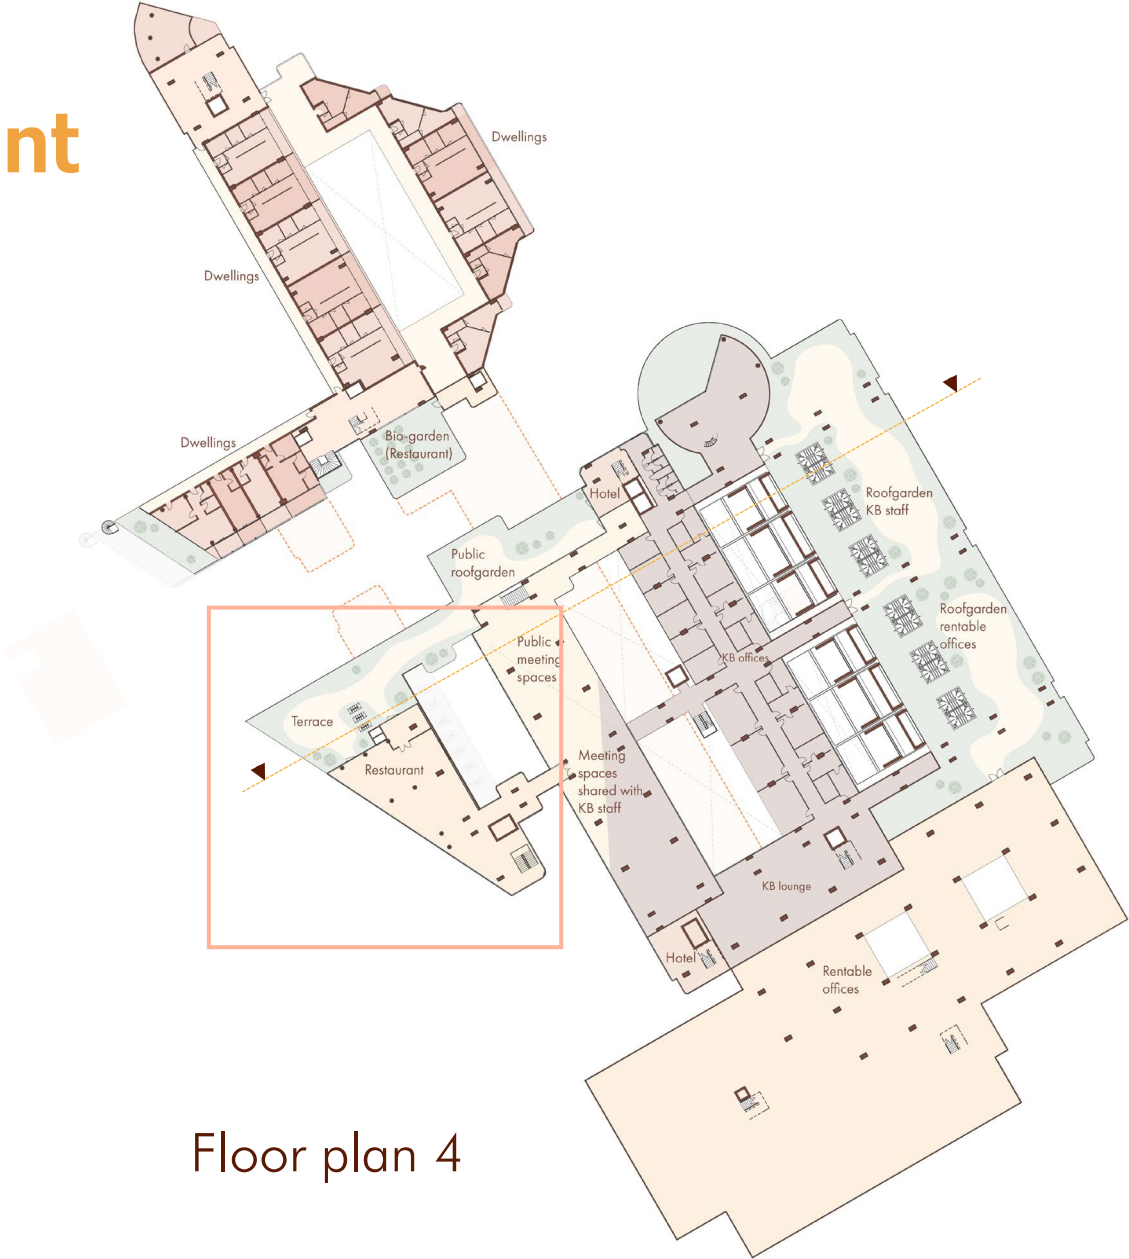 nt
Dwellings
Dwellings
Dwellings
Bio-garden
(Restaurant)
Hotel
Roofgarden
KB staff
Public
roofgarden
Roofgarden
rentable
offices
Public
meeting
spaces
KB offices
Terrace
Restaurant
Meeting
spaces
shared with
KB staff
KB lounge
Hotel
Rentable
offices
Floor plan 4